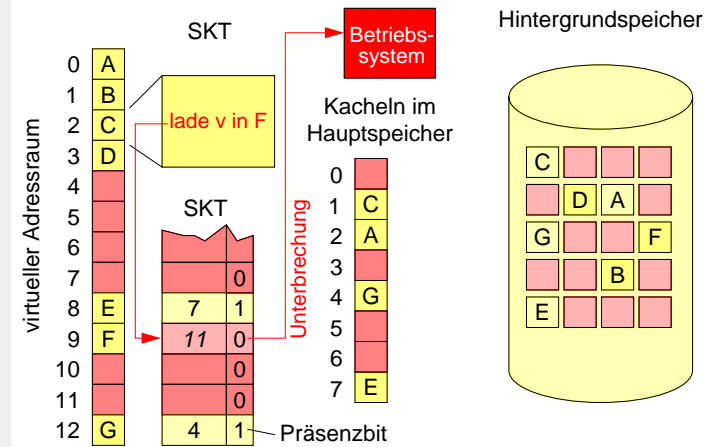 SKT
Betriebs-
system
Hintergrundspeicher
virtueller Adressraum
0 A
1 B
2 C
3 D
4
5
6
7
8 E
9 F
10
11
12 G
lade v in F
SKT
0
7 1
11 0
0
0
4 1
Präsenzbit
Unterbrechung
Kacheln im
Hauptspeicher
0
1 C
2 A
3
4 G
5
6
7 E
C
D A
G F
B
E